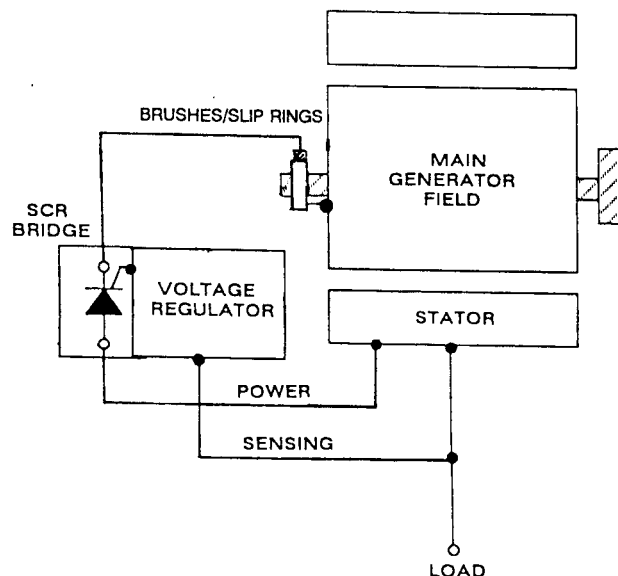 BRUSHES/SLIP RINGS
MAIN
GENERATOR
FIELD
SCR
BRIDGE
VOLTAGE
REGULATOR
STATOR
POWER
SENSING
LOAD